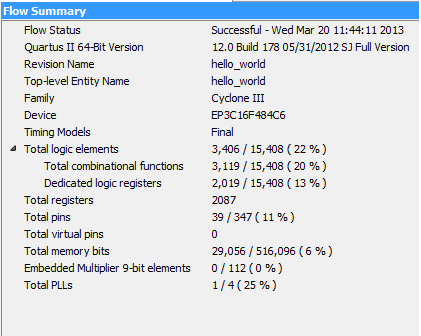 Flow Summary
Flow Status Successful - Wed Mar 20 11:44:11 2013
Quartus II 64-Bit Version 12.0 Build 178 05/31/2012 SJ Full Version
Revision Name hello_world
Top-level Entity Name hello_world
Family Cyclone III
Device EP3C16F484C6
Timing Models Final
Total logic elements 3,406 / 15,408 ( 22 % )
Total combinational functions 3,119 / 15,408 ( 20 % )
Dedicated logic registers 2,019 / 15,408 ( 13 % )
Total registers 2087
Total pins 39 / 347 ( 11 % )
Total virtual pins 0
Total memory bits 29,056 / 516,096 ( 6 % )
Embedded Multiplier 9-bit elements 0 / 112 ( 0 % )
Total PLLs 1 / 4 ( 25 % )